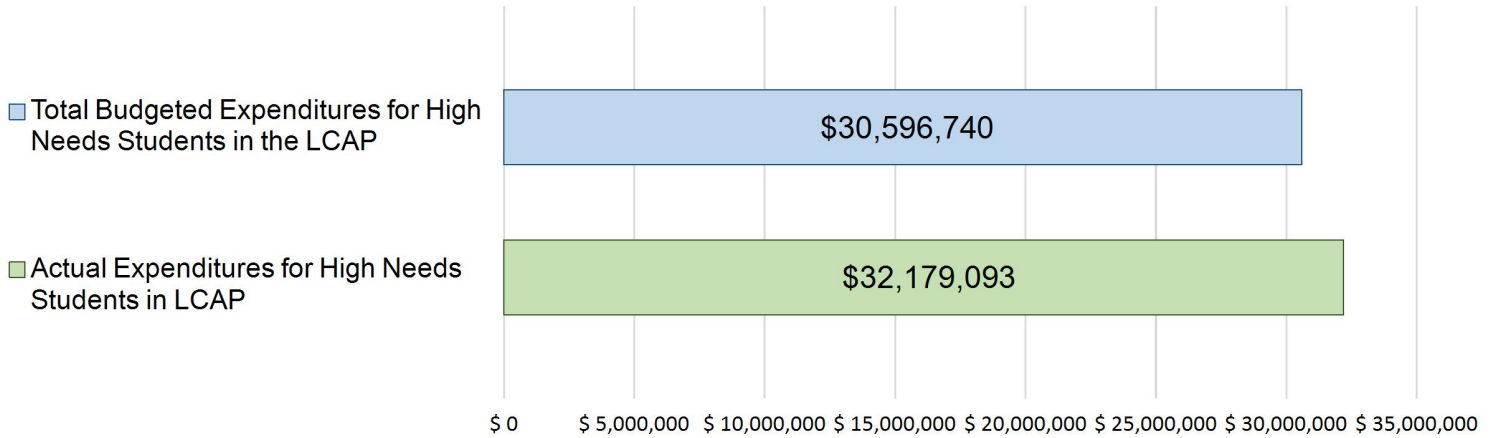 Total Budgeted Expenditures for High
Needs Students in the LCAP
$30,596,740
Actual Expenditures for High Needs
Students in LCAP
$32,179,093
$ 0 $ 5,000,000 $ 10,000,000 $ 15,000,000 $ 20,000,000 $ 25,000,000 $ 30,000,000 $ 35,000,000